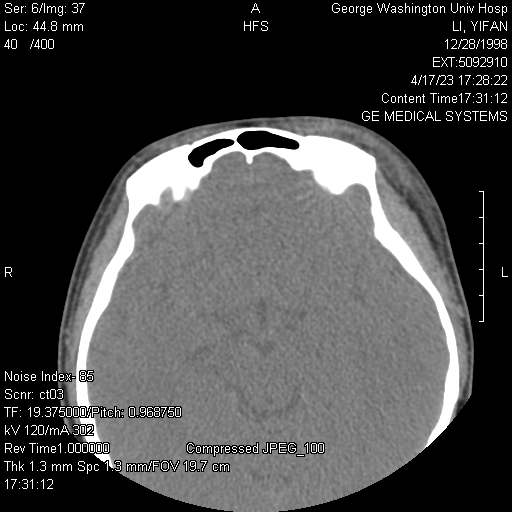 Ser: 6/Img: 37
Loc: 44.8 mm
40 /400
A
HFS
George Washington Univ Hosp
LI, YIFAN
12/28/1998
EXT:5092910
4/17/23 17:28:22
Content Time17:31:12
GE MEDICAL SYSTEMS
R
L
Noise Index- 85
Scnr: ct03
TF: 19.375000/Pitch: 0.968750
kV 120/mA 302
Rev Time1.000000
Compressed JPEG_100
Thk 1.3 mm Spc 1.3 mm/FOV 19.7 cm
17:31:12